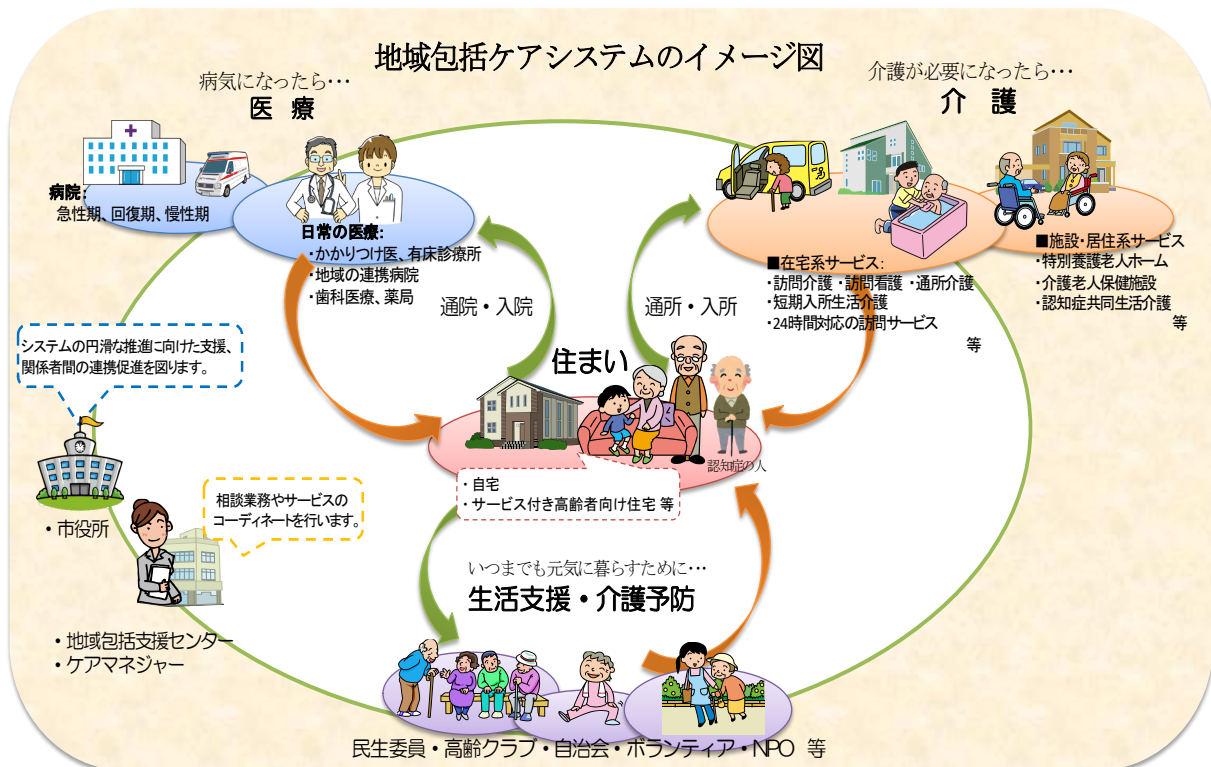 地域包括ケアシステムのイメージ図
病気になったら…
医 療
介護が必要になったら…
介 護
病院:
急性期、回復期、慢性期
日常の医療:
・かかりつけ医、有床診療所
・地域の連携病院
・歯科医療、薬局
■在宅系サービス:
・訪問介護 ・訪問看護 ・通所介護
・短期入所生活介護
・24時間対応の訪問サービス
等
■施設・居住系サービス
・特別養護老人ホーム
・介護老人保健施設
・認知症共同生活介護
等
通院・入院
通所・入所
住まい
認知症の人
・自宅
・サービス付き高齢者向け住宅 等
システムの円滑な推進に向けた支援、
関係者間の連携促進を図ります。
・市役所
相談業務やサービスの
コーディネートを行います。
・地域包括支援センター
・ケアマネジャー
いつまでも元気に暮らすために…
生活支援・介護予防
民生委員・高齢クラブ・自治会・ボランティア・NPO 等